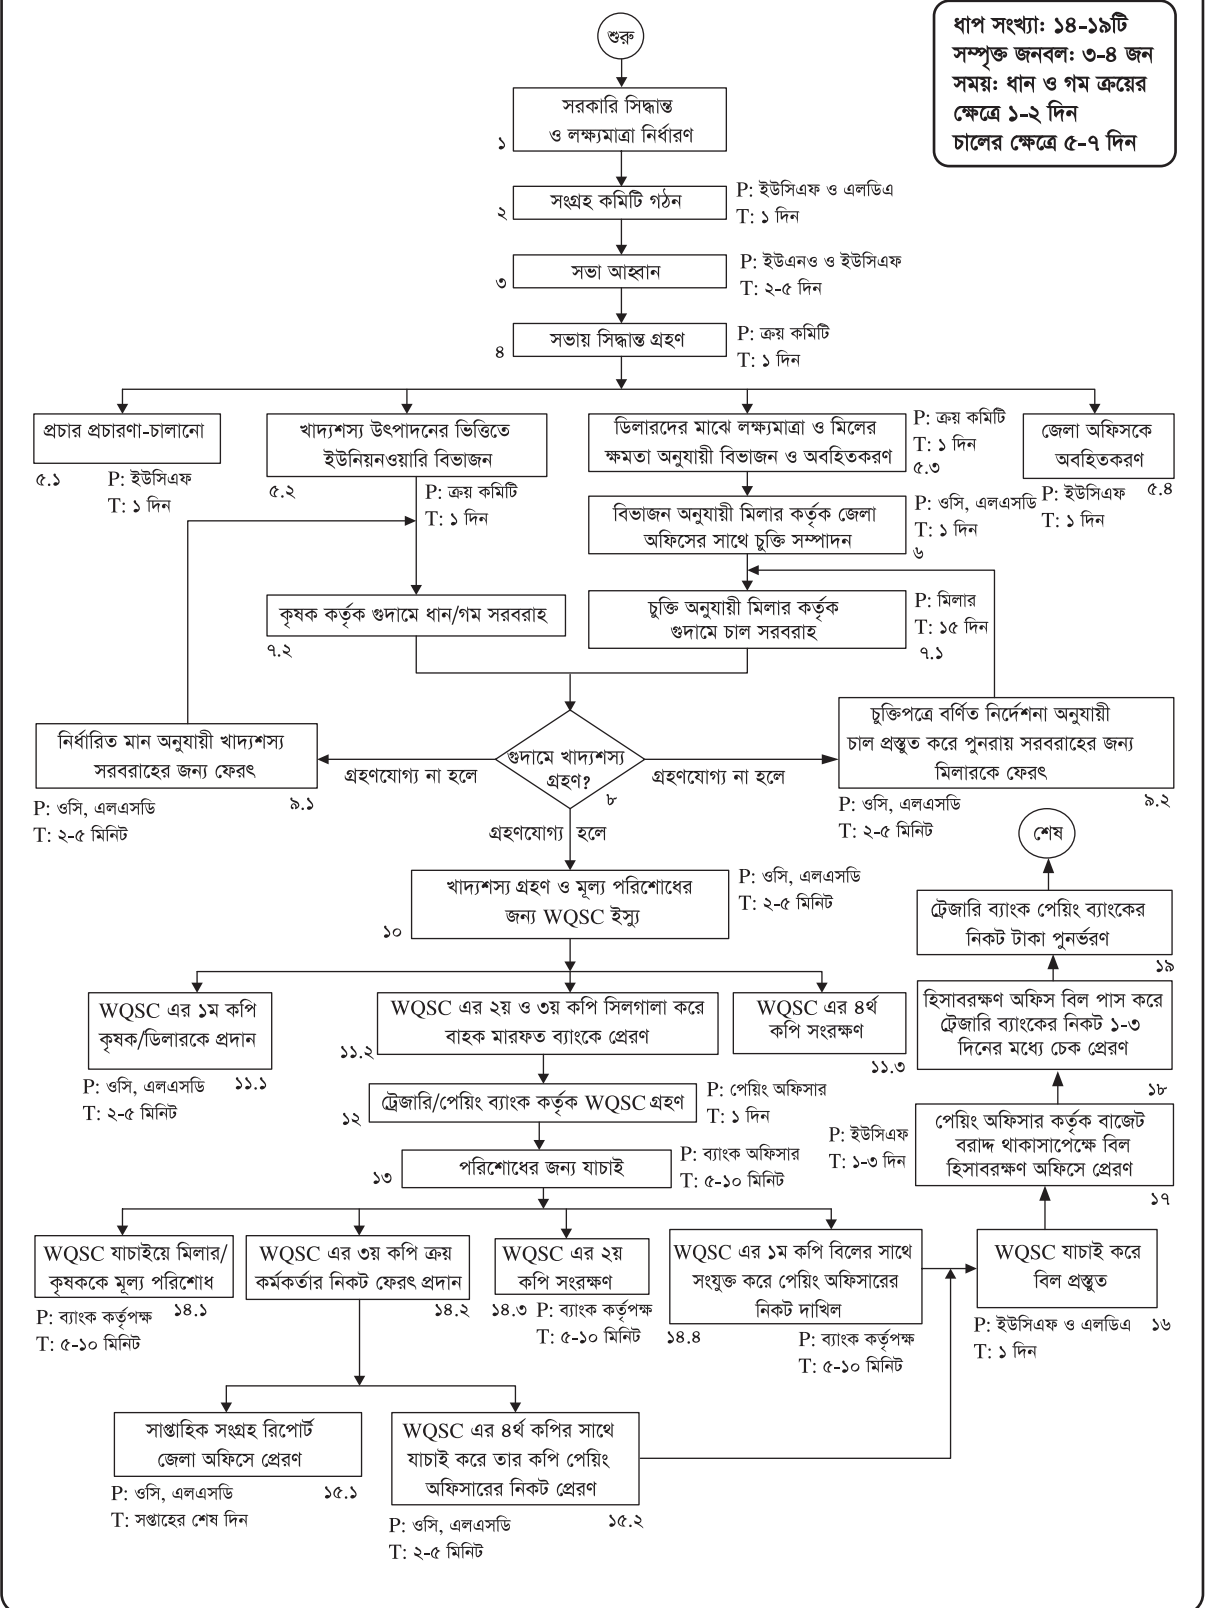 শুরু
ধাপ সংখ্যা: ১৪-১৯টি
সম্পৃক্ত জনবল: ৩-৪ জন
সময়: ধান ও গম ক্রয়ের
ক্ষেত্রে ১-২ দিন
চালের ক্ষেত্রে ৫-৭ দিন
সরকারি সিদ্ধান্ত
ও লক্ষ্যমাত্রা নির্ধারণ
১
সংগ্রহ কমিটি গঠন
২
P: ইউসিএফ ও এলডিএ
T: ১ দিন
সভা আহ্বান
৩
P: ইউএনও ও ইউসিএফ
T: ২-৫ দিন
সভায় সিদ্ধান্ত গ্রহণ
৪
P: ক্রয় কমিটি
T: ১ দিন
প্রচার প্রচারণা-চালানো
৫.১
P: ইউসিএফ
T: ১ দিন
খাদ্যশস্য উৎপাদনের ভিত্তিতে
ইউনিয়নওয়ারি বিভাজন
৫.২
P: ক্রয় কমিটি
T: ১ দিন
ডিলারদের মাঝে লক্ষ্যমাত্রা ও মিলের
ক্ষমতা অনুযায়ী বিভাজন ও অবহিতকরণ
P: ক্রয় কমিটি
T: ১ দিন
৫.৩
জেলা অফিসকে
অবহিতকরণ
৫.৪
P: ইউসিএফ
T: ১ দিন
বিভাজন অনুযায়ী মিলার কর্তৃক জেলা
অফিসের সাথে চুক্তি সম্পাদন
P: ওসি, এলএসডি
T: ১ দিন
৬
কৃষক কর্তৃক গুদামে ধান/গম সরবরাহ
৭.২
চুক্তি অনুযায়ী মিলার কর্তৃক
গুদামে চাল সরবরাহ
P: মিলার
T: ১৫ দিন
৭.১
নির্ধারিত মান অনুযায়ী খাদ্যশস্য
সরবরাহের জন্য ফেরৎ
৯.১
P: ওসি, এলএসডি
T: ২-৫ মিনিট
গ্রহণযোগ্য না হলে
গুদামে খাদ্যশস্য
গ্রহণ?
৮
গ্রহণযোগ্য না হলে
চুক্তিপত্রে বর্ণিত নির্দেশনা অনুযায়ী
চাল প্রস্তুত করে পুনরায় সরবরাহের জন্য
মিলারকে ফেরৎ
৯.২
P: ওসি, এলএসডি
T: ২-৫ মিনিট
গ্রহণযোগ্য হলে
খাদ্যশস্য গ্রহণ ও মূল্য পরিশোধের
জন্য WQSC ইস্যু
১০
P: ওসি, এলএসডি
T: ২-৫ মিনিট
WQSC এর ১ম কপি
কৃষক/ডিলারকে প্রদান
১১.১
P: ওসি, এলএসডি
T: ২-৫ মিনিট
WQSC এর ২য় ও ৩য় কপি সিলগালা করে
বাহক মারফত ব্যাংকে প্রেরণ
১১.২
WQSC এর ৪র্থ
কপি সংরক্ষণ
১১.৩
ট্রেজারি/পেয়িং ব্যাংক কর্তৃক WQSC গ্রহণ
১২
P: পেয়িং অফিসার
T: ১ দিন
পরিশোধের জন্য যাচাই
১৩
P: ব্যাংক অফিসার
T: ৫-১০ মিনিট
WQSC যাচাইয়ে মিলার/
কৃষককে মূল্য পরিশোধ
১৪.১
P: ব্যাংক কর্তৃপক্ষ
T: ৫-১০ মিনিট
WQSC এর ৩য় কপি ক্রয়
কর্মকর্তার নিকট ফেরৎ প্রদান
১৪.২
WQSC এর ২য়
কপি সংরক্ষণ
১৪.৩
P: ব্যাংক কর্তৃপক্ষ
T: ৫-১০ মিনিট
WQSC এর ১ম কপি বিলের সাথে
সংযুক্ত করে পেয়িং অফিসারের
নিকট দাখিল
১৪.৪
P: ব্যাংক কর্তৃপক্ষ
T: ৫-১০ মিনিট
সাপ্তাহিক সংগ্রহ রিপোর্ট
জেলা অফিসে প্রেরণ
১৫.১
P: ওসি, এলএসডি
T: সপ্তাহের শেষ দিন
WQSC এর ৪র্থ কপির সাথে
যাচাই করে তার কপি পেয়িং
অফিসারের নিকট প্রেরণ
১৫.২
P: ওসি, এলএসডি
T: ২-৫ মিনিট
WQSC যাচাই করে
বিল প্রস্তুত
১৬
P: ইউসিএফ ও এলডিএ
T: ১ দিন
পেয়িং অফিসার কর্তৃক বাজেট
বরাদ্দ থাকাসাপেক্ষে বিল
হিসাবরক্ষণ অফিসে প্রেরণ
১৭
P: ইউসিএফ
T: ১-৩ দিন
হিসাবরক্ষণ অফিস বিল পাস করে
ট্রেজারি ব্যাংকের নিকট ১-৩
দিনের মধ্যে চেক প্রেরণ
১৮
ট্রেজারি ব্যাংক পেয়িং ব্যাংকের
নিকট টাকা পুনর্ভরণ
১৯
শেষ